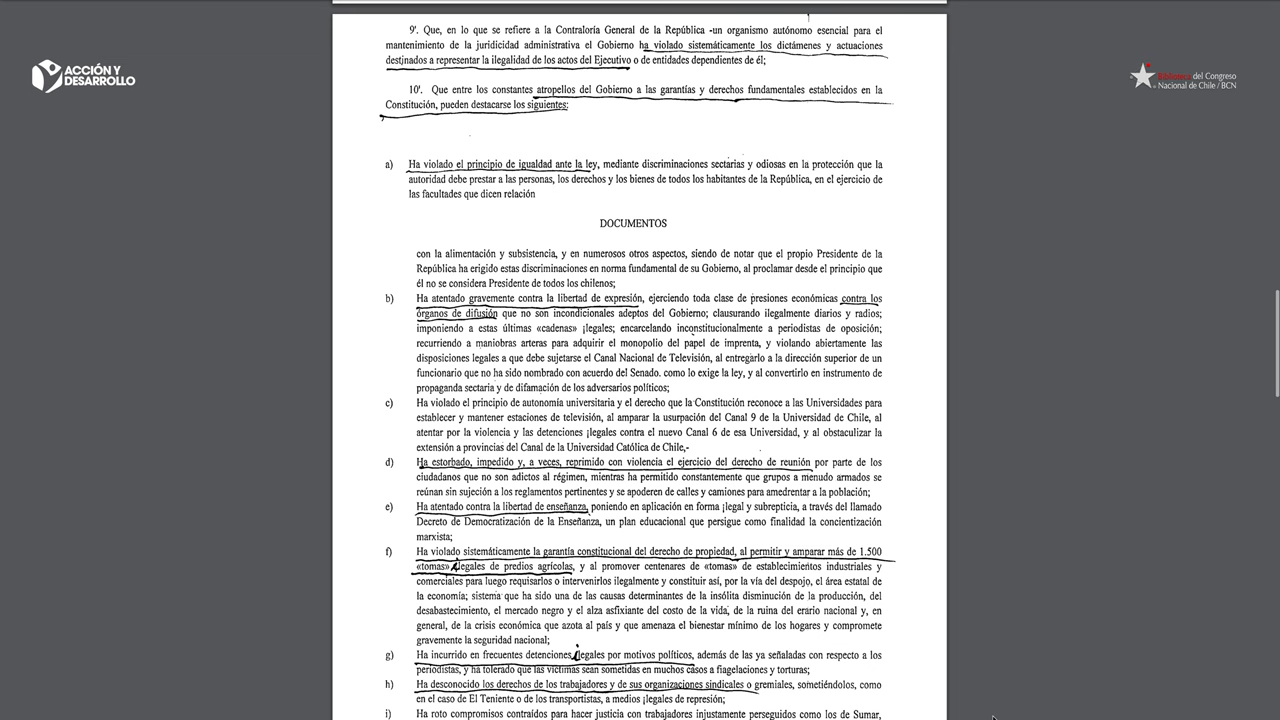 ACCIÓN Y
DESARROLLO
Biblioteca del Congreso
Nacional de Chile / BCN
9'. Que, en lo que se refiere a la Contraloría General de la República -un organismo autónomo esencial para el
mantenimiento de la juridicidad administrativa el Gobierno ha violado sistemáticamente los dictámenes y actuaciones
destjnados a representar la ilegalidad de los actos del Ejecutivo o de entidades dependientes de él;
10'. Que entre los constantes atropellos del Gobierno a las garantías y derechos fundamentales establecidos en la
Constitución, pueden destacarse los siguientes:
a) Ha violado el principio de igualdad ante la ley, mediante discriminaciones sectarias y odiosas en la protección que la
autoridad debe prestar a las personas, los derechos y los bienes de todos los habitantes de la República, en el ejercicio de
las facultades que dicen relación
DOCUMENTOS
con la alimentación y subsistencia, y en numerosos otros aspectos, siendo de notar que el propio Presidente de la
República ha erigido estas discriminaciones en norma fundamental de su Gobierno, al proclamar desde el principio que
él no se considera Presidente de todos los chilenos;
b) Ha atentado gravemente contra la libertad de expresión, ejerciendo toda clase de presiones económicas contra los
órganos de difusión que no son incondicionales adeptos del Gobierno; clausurando ilegalmente diarios y radios;
imponiendo a estas últimas «cadenas» ¡legales; encarcelando inconstitucionalmente a periodistas de oposición;
recurriendo a maniobras arteras para adquirir el monopolio del papel de imprenta, y violando abiertamente las
disposiciones legales a que debe sujetarse el Canal Nacional de Televisión, al entregarlo a la dirección superior de un
funcionario que no ha sido nombrado con acuerdo del Senado. como lo exige la ley, y al convertirlo en instrumento de
propaganda sectaria y de difamación de los adversarios políticos;
c) Ha violado el principio de autonomía universitaria y el derecho que la Constitución reconoce a las Universidades para
establecer y mantener estaciones de televisión, al amparar la usurpación del Canal 9 de la Universidad de Chile, al
atentar por la violencia y las detenciones ¡legales contra el nuevo Canal 6 de esa Universidad, y al obstaculizar la
extensión a provincias del Canal de la Universidad Católica de Chile,-
d) Ha estorbado, impedido y, a veces, reprimido con violencia el ejercicio del derecho de reunión por parte de los
ciudadanos que no son adictos al régimen, mientras ha permitido constantemente que grupos a menudo armados se
reúnan sin sujeción a los reglamentos pertinentes y se apoderen de calles y camiones para amedrentar a la población;
e) Ha atentado contra la libertad de enseñanza, poniendo en aplicación en forma ¡legal y subrepticia, a través del llamado
Decreto de Democratización de la Enseñanza, un plan educacional que persigue como finalidad la concientización
marxista;
f) Ha violado sistemáticamente la garantía constitucional del derecho de propiedad, al permitir y amparar más de 1.500
«tomas» ilegales de predios agrícolas, y al promover centenares de «tomas» de establecimientos industriales y
comerciales para luego requisarlos o intervenirlos ilegalmente y constituir así, por la vía del despojo, el área estatal de
la economía; sistema que ha sido una de las causas determinantes de la insólita disminución de la producción, del
desabastecimiento, el mercado negro y el alza asfixiante del costo de la vida, de la ruina del erario nacional y, en
general, de la crisis económica que azota al país y que amenaza el bienestar mínimo de los hogares y compromete
gravemente la seguridad nacional;
g) Ha incurrido en frecuentes detenciones ilegales por motivos políticos, además de las ya señaladas con respecto a los
periodistas, y ha tolerado que las víctimas sean sometidas en muchos casos a fiagelaciones y torturas;
h) Ha desconocido los derechos de los trabajadores y de sus organizaciones sindicales o gremiales, sometiéndolos, como
en el caso de El Teniente o de los transportistas, a medios ¡legales de represión;
i) Ha roto compromisos contraídos para hacer justicia con trabajadores injustamente perseguidos como los de Sumar,